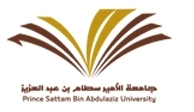 جامعة الأمير سطام بن عبد العزيز
Prince Sattam Bin Abdulaziz University